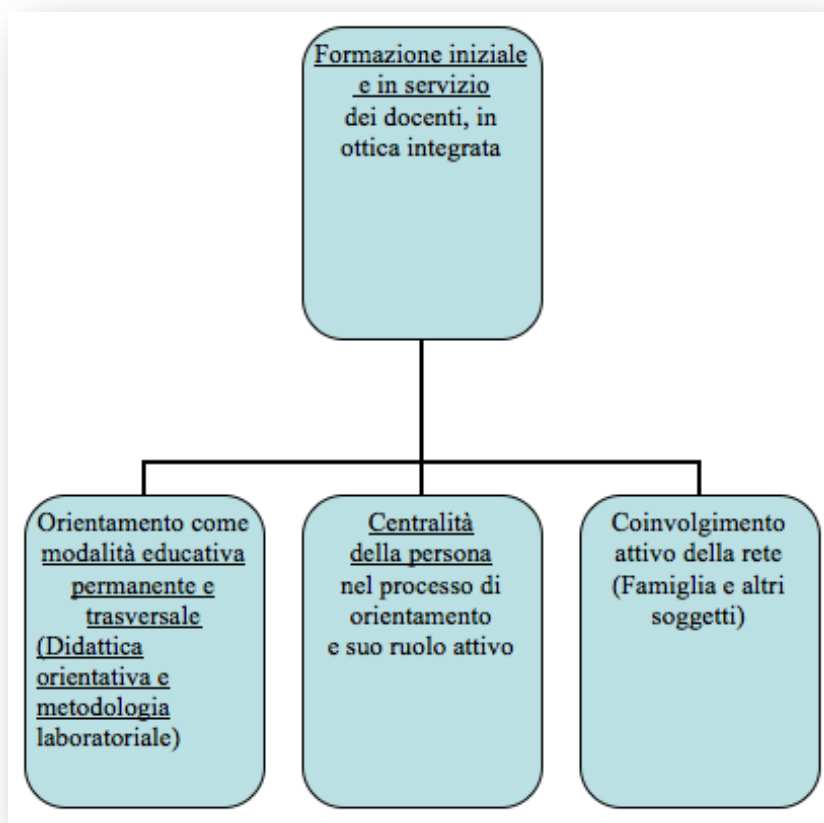 Formazione iniziale
e in servizio
dei docenti, in
ottica integrata
Orientamento come
modalità educativa
permanente e
trasversale
(Didattica
orientativa e
metodologia
laboratoriale)
Centralità
della persona
nel processo di
orientamento
e suo ruolo attivo
Coinvolgimento
attivo della rete
(Famiglia e altri
soggetti)